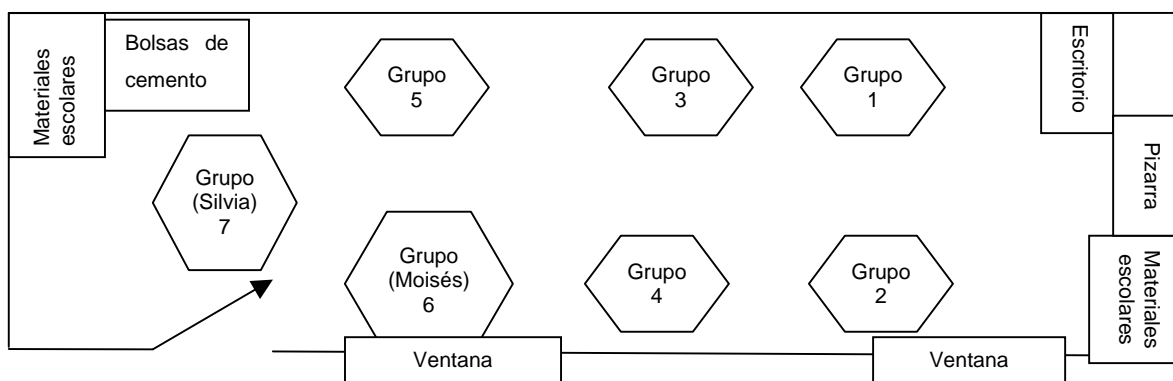 Materiales
escolares
Bolsas de
cemento
Grupo
5
Grupo
3
Grupo
1
Escritorio
Pizarra
Grupo
(Silvia)
7
Grupo
(Moisés)
6
Grupo
4
Grupo
2
Materiales
escolares
Ventana
Ventana